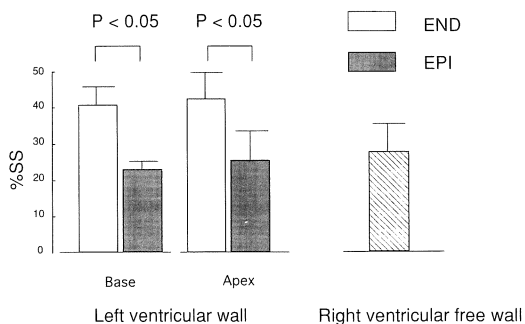 P < 0.05 P < 0.05
END
EPI
50
40
30
20
10
0
%SS
Base Apex
Left ventricular wall Right ventricular free wall